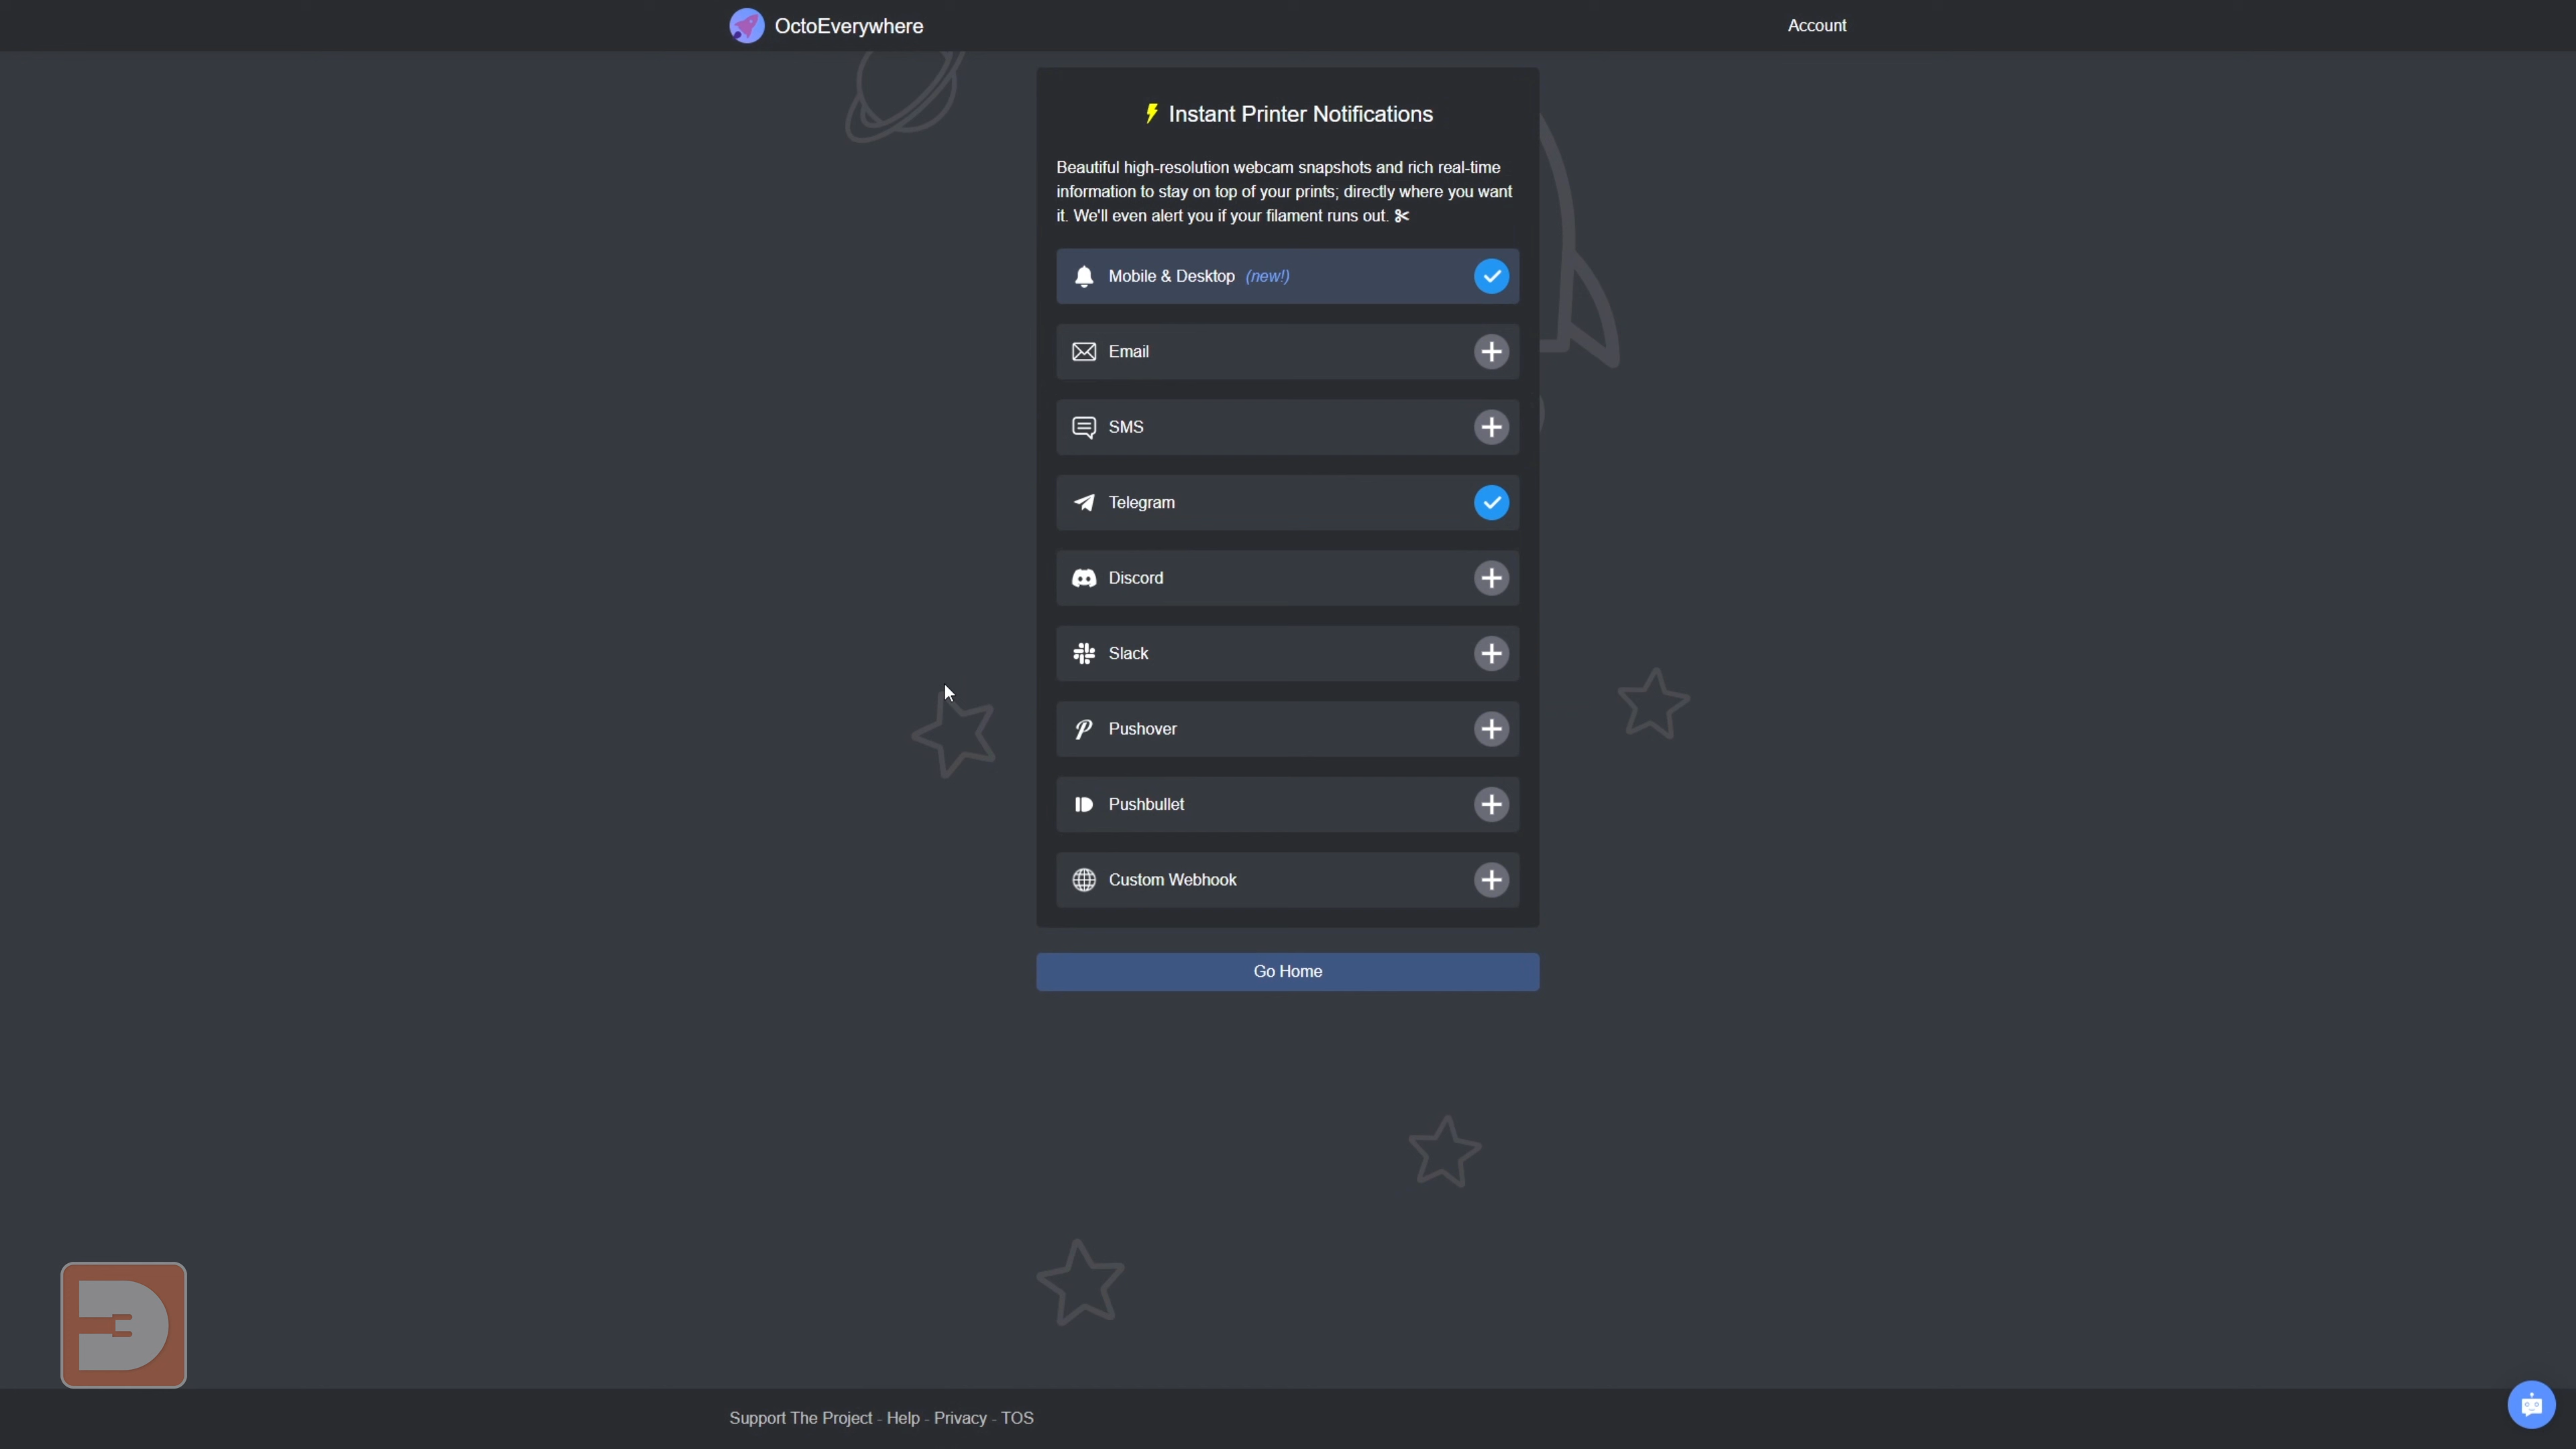 OctoEverywhere
Account
Instant Printer Notifications
Beautiful high-resolution webcam snapshots and rich real-time
information to stay on top of your prints; directly where you want
it. We'll even alert you if your filament runs out.
Mobile & Desktop (new!)
Email
SMS
Telegram
Discord
Slack
Pushover
Pushbullet
Custom Webhook
Go Home
Support The Project - Help - Privacy - TOS